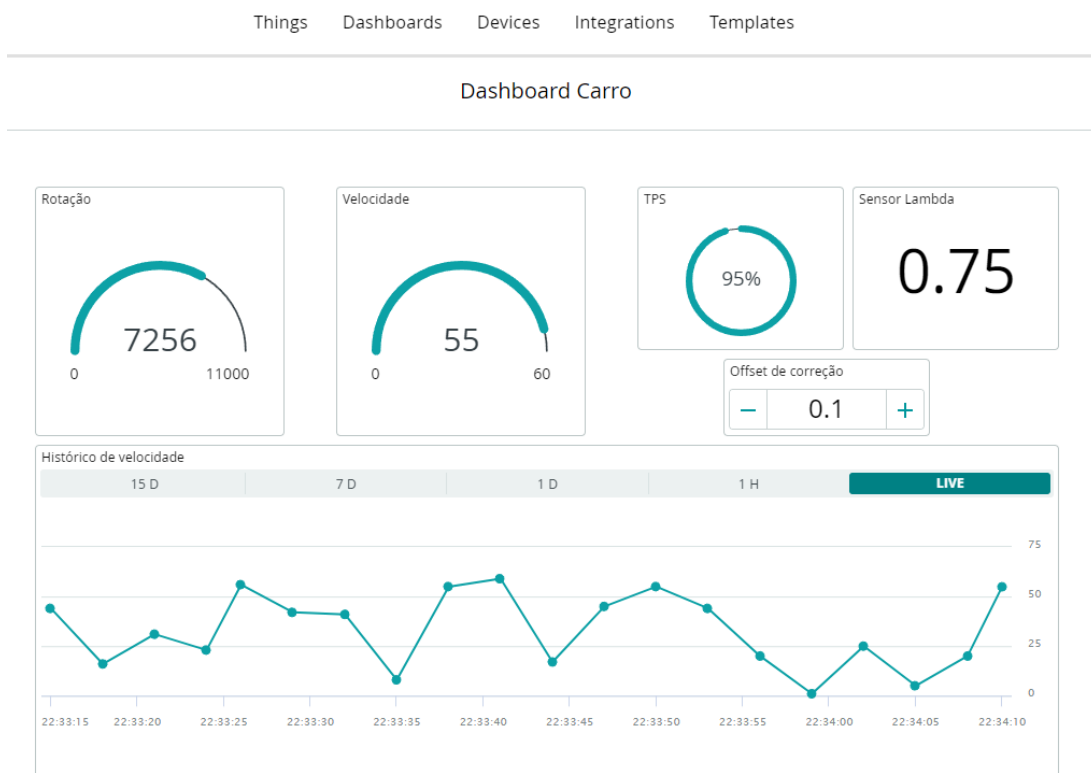 Things Dashboards Devices Integrations Templates
Dashboard Carro
Rotação
7256
0 11000
Velocidade
55
0 60
TPS
95%
Sensor Lambda
0.75
Offset de correção
− 0.1 +
Histórico de velocidade
15 D 7 D 1 D 1 H LIVE
75
50
25
0
22:33:15 22:33:20 22:33:25 22:33:30 22:33:35 22:33:40 22:33:45 22:33:50 22:33:55 22:34:00 22:34:05 22:34:10